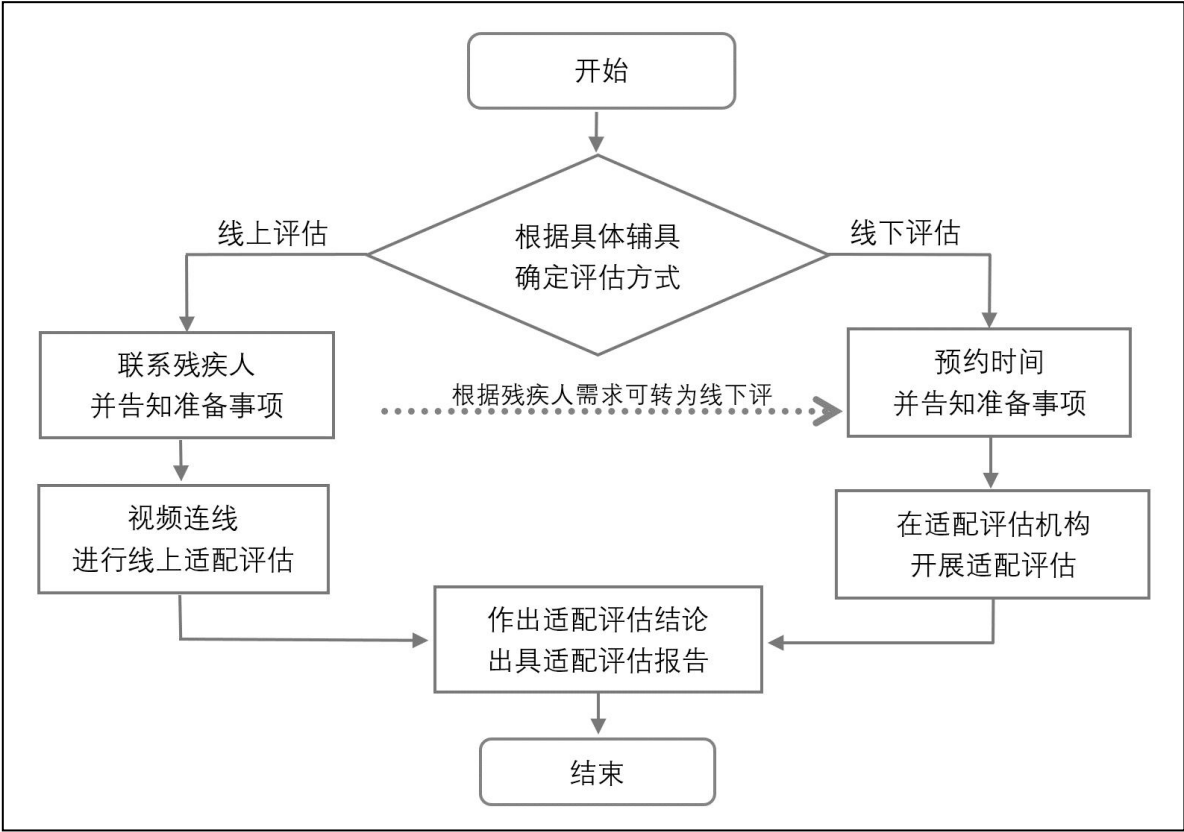 开始
线上评估
根据具体辅具
确定评估方式
线下评估
联系残疾人
并告知准备事项
根据残疾人需求可转为线下评
预约时间
并告知准备事项
视频连线
进行线上适配评估
在适配评估机构
开展适配评估
作出适配评估结论
出具适配评估报告
结束